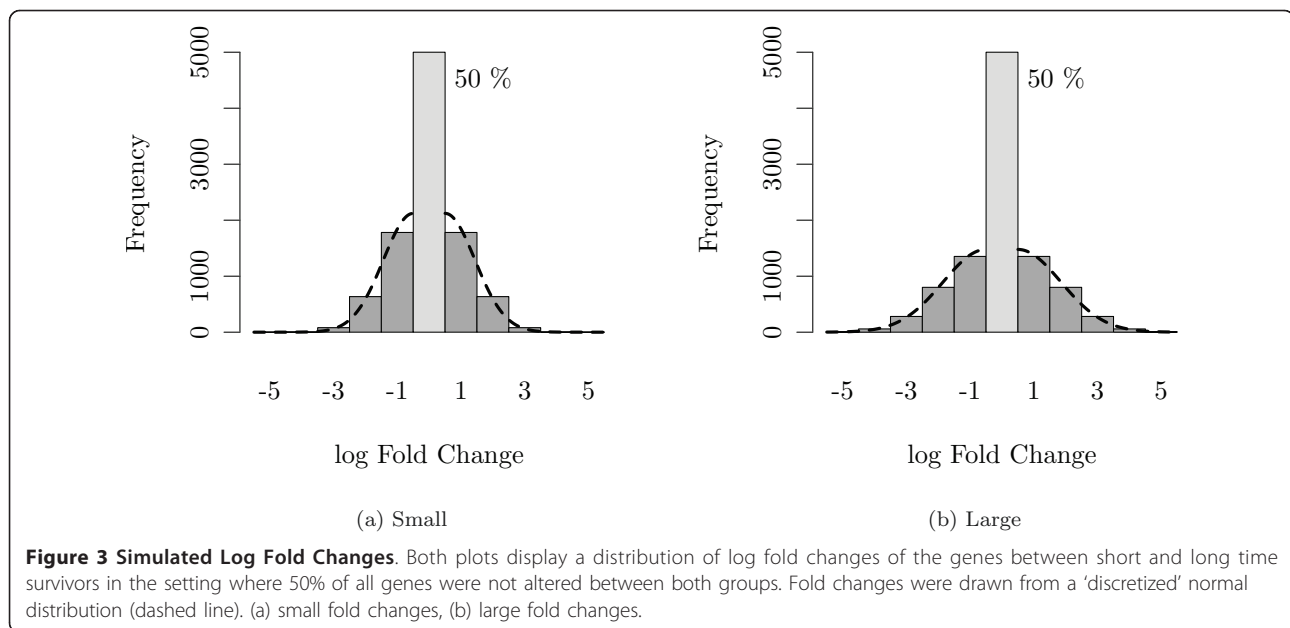 5000
3000
1000
0
Frequency
50 %
-5 -3 -1 1 3 5
log Fold Change
(a) Small
5000
3000
1000
0
Frequency
50 %
-5 -3 -1 1 3 5
log Fold Change
(b) Large
Figure 3 Simulated Log Fold Changes. Both plots display a distribution of log fold changes of the genes between short and long time
survivors in the setting where 50% of all genes were not altered between both groups. Fold changes were drawn from a ‘discretized’ normal
distribution (dashed line). (a) small fold changes, (b) large fold changes.